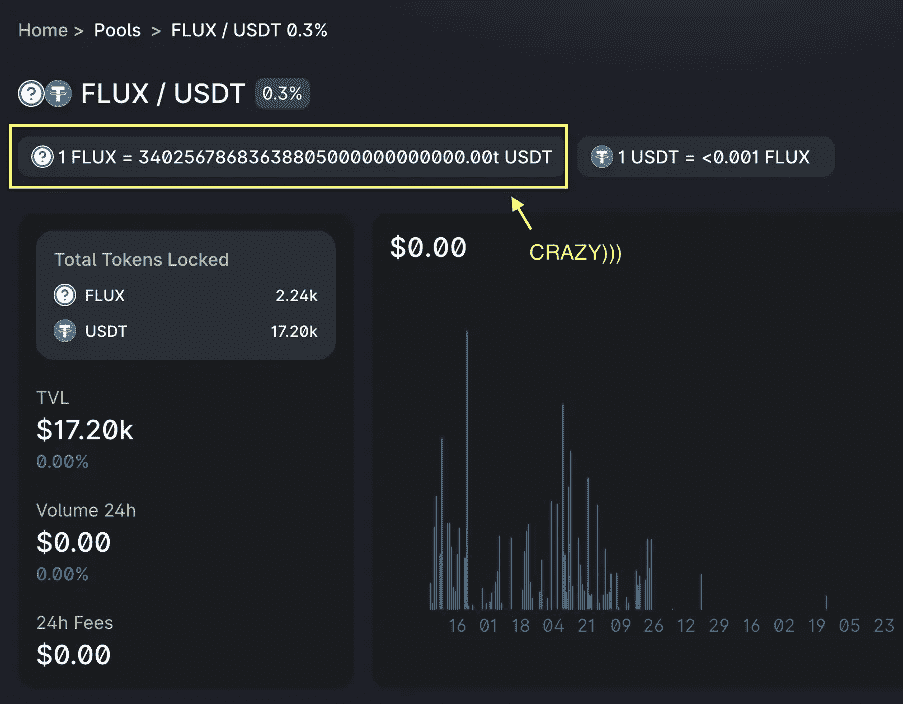 Home > Pools > FLUX / USDT 0.3%
FLUX / USDT 0.3%
1 FLUX = 34025678683638805000000000000.00t USDT
1 USDT = <0.001 FLUX
CRAZY)))
Total Tokens Locked
FLUX 2.24k
USDT 17.20k
TVL
$17.20k
0.00%
Volume 24h
$0.00
0.00%
24h Fees
$0.00
$0.00
16 01 18 04 21 09 26 12 29 16 02 19 05 23